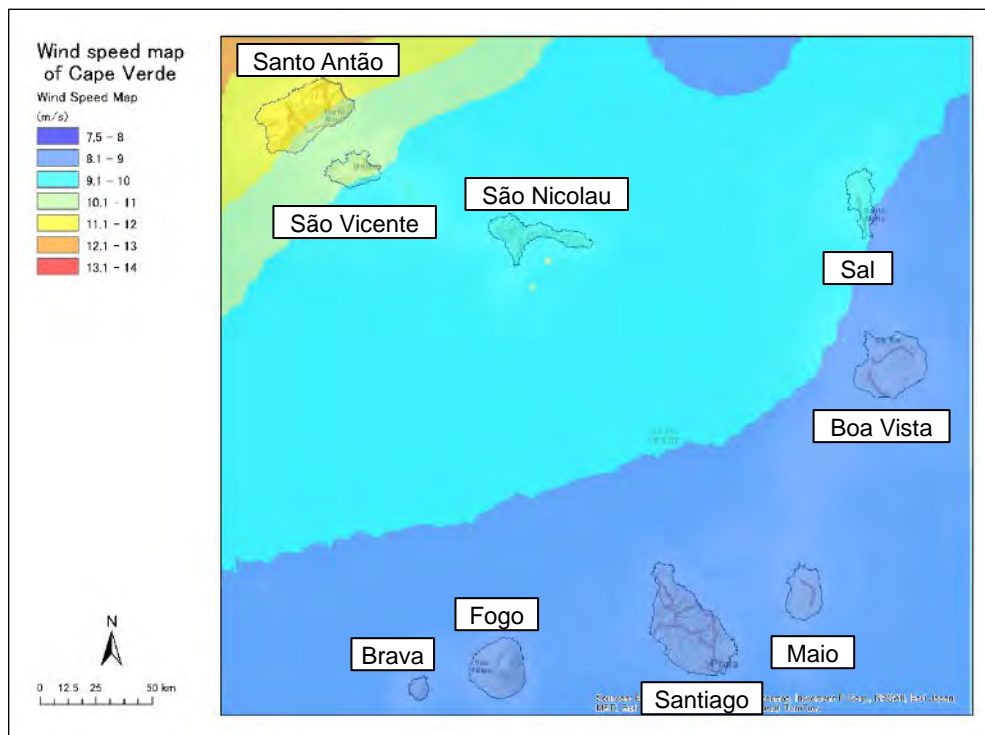 Wind speed map
of Cape Verde
Wind Speed Map
(m/s)
7.5 - 8
8.1 - 9
9.1 - 10
10.1 - 11
11.1 - 12
12.1 - 13
13.1 - 14
Santo Antão
São Vicente
São Nicolau
Sal
Boa Vista
Fogo
Brava
Maio
Santiago
N
0 12.5 25 50 km